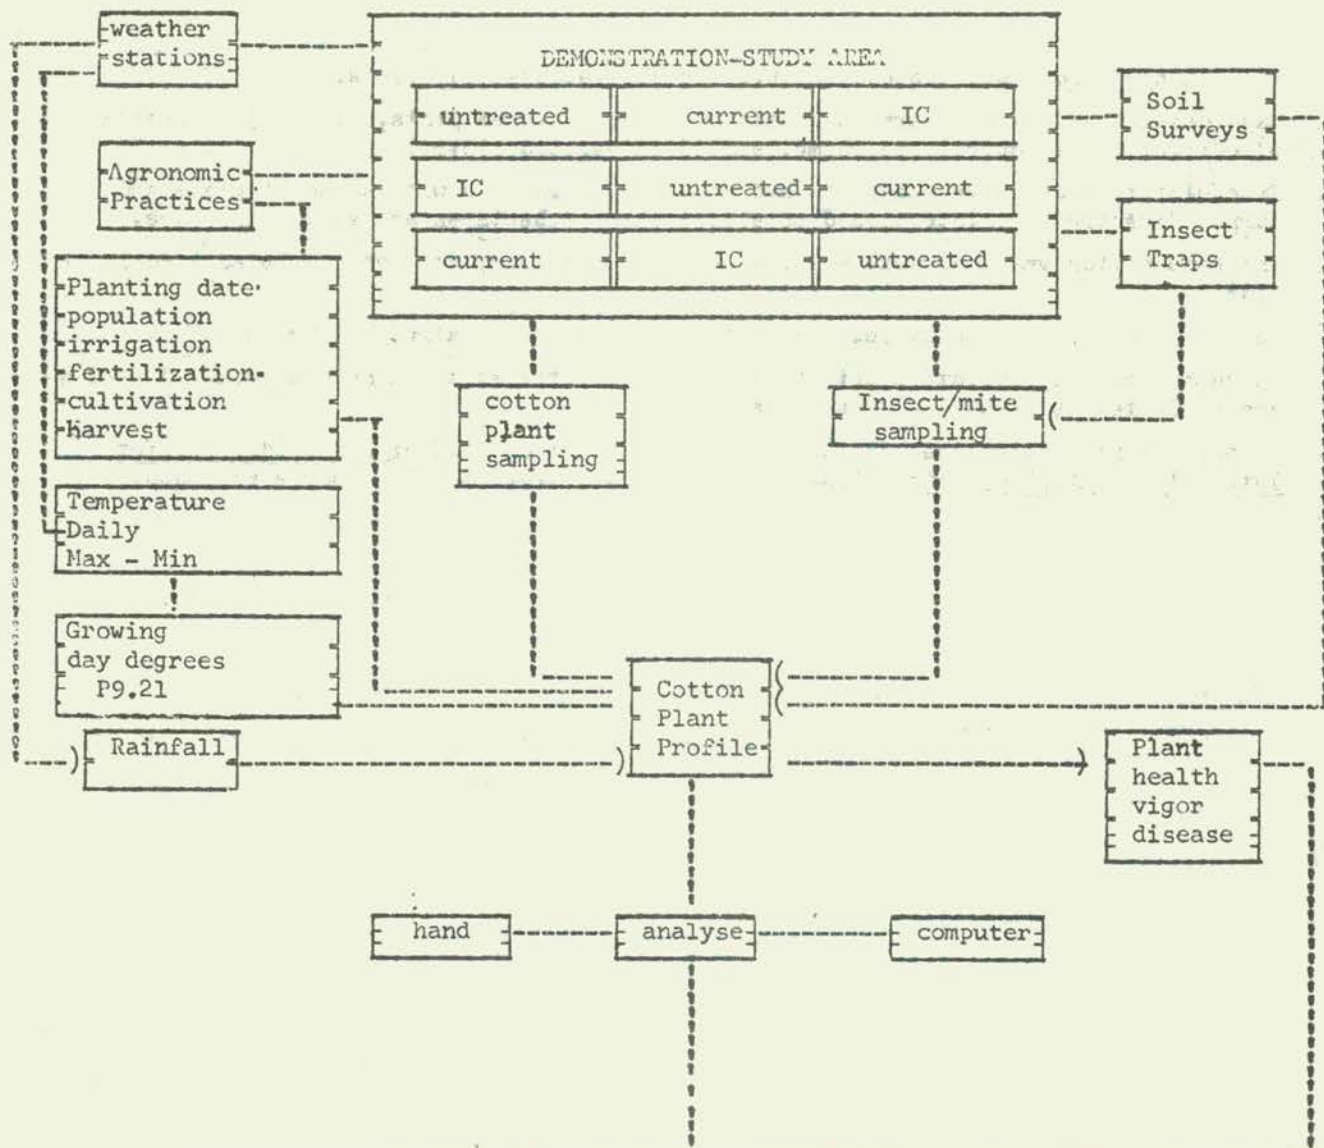 weather
stations
DEMONSTRATION-STUDY AREA
untreated current IC
IC untreated current
current IC untreated
Soil
Surveys
Agronomic
Practices
Insect
Traps
Planting date
population
irrigation
fertilization
cultivation
harvest
cotton
plant
sampling
Insect/mite
sampling
Temperature
Daily
Max - Min
Growing
day degrees
P9.21
Cotton
Plant
Profile
Rainfall
Plant
health
vigor
disease
hand
analyse
computer